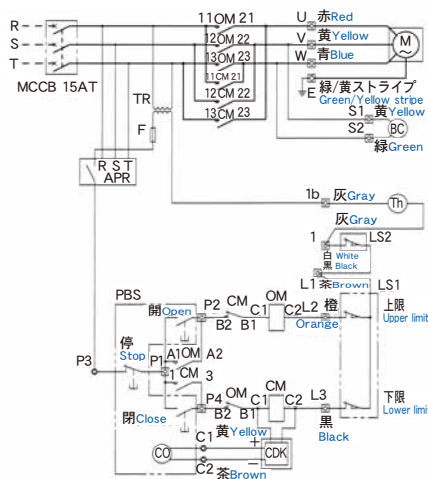 R
S
T
MCCB 15AT
11OM 21
12OM 22
13OM 23
11CM 21
12CM 22
13CM 23
U 赤Red
V 黄Yellow
W 青Blue
M
E 緑/黄ストライプ
Green/Yellow stripe
S1 黄Yellow
S2
BC
緑Green
TR
F
R S T
APR
1b 灰Gray
Th
灰Gray
1
LS2
白 White
黒 Black
L1 茶Brown
LS1
PBS
開Open
P2 CM C1 OM C2 L2 橙
B2 B1
Orange
上限
Upper limit
停
Stop
P3
P1
A1OM A2
1 CM 3
閉Close
P4 OM C1 CM C2 L3
B2 B1
黒
Black
下限
Lower limit
黄Yellow
CO
C1
+
CDK
−
C2 茶Brown